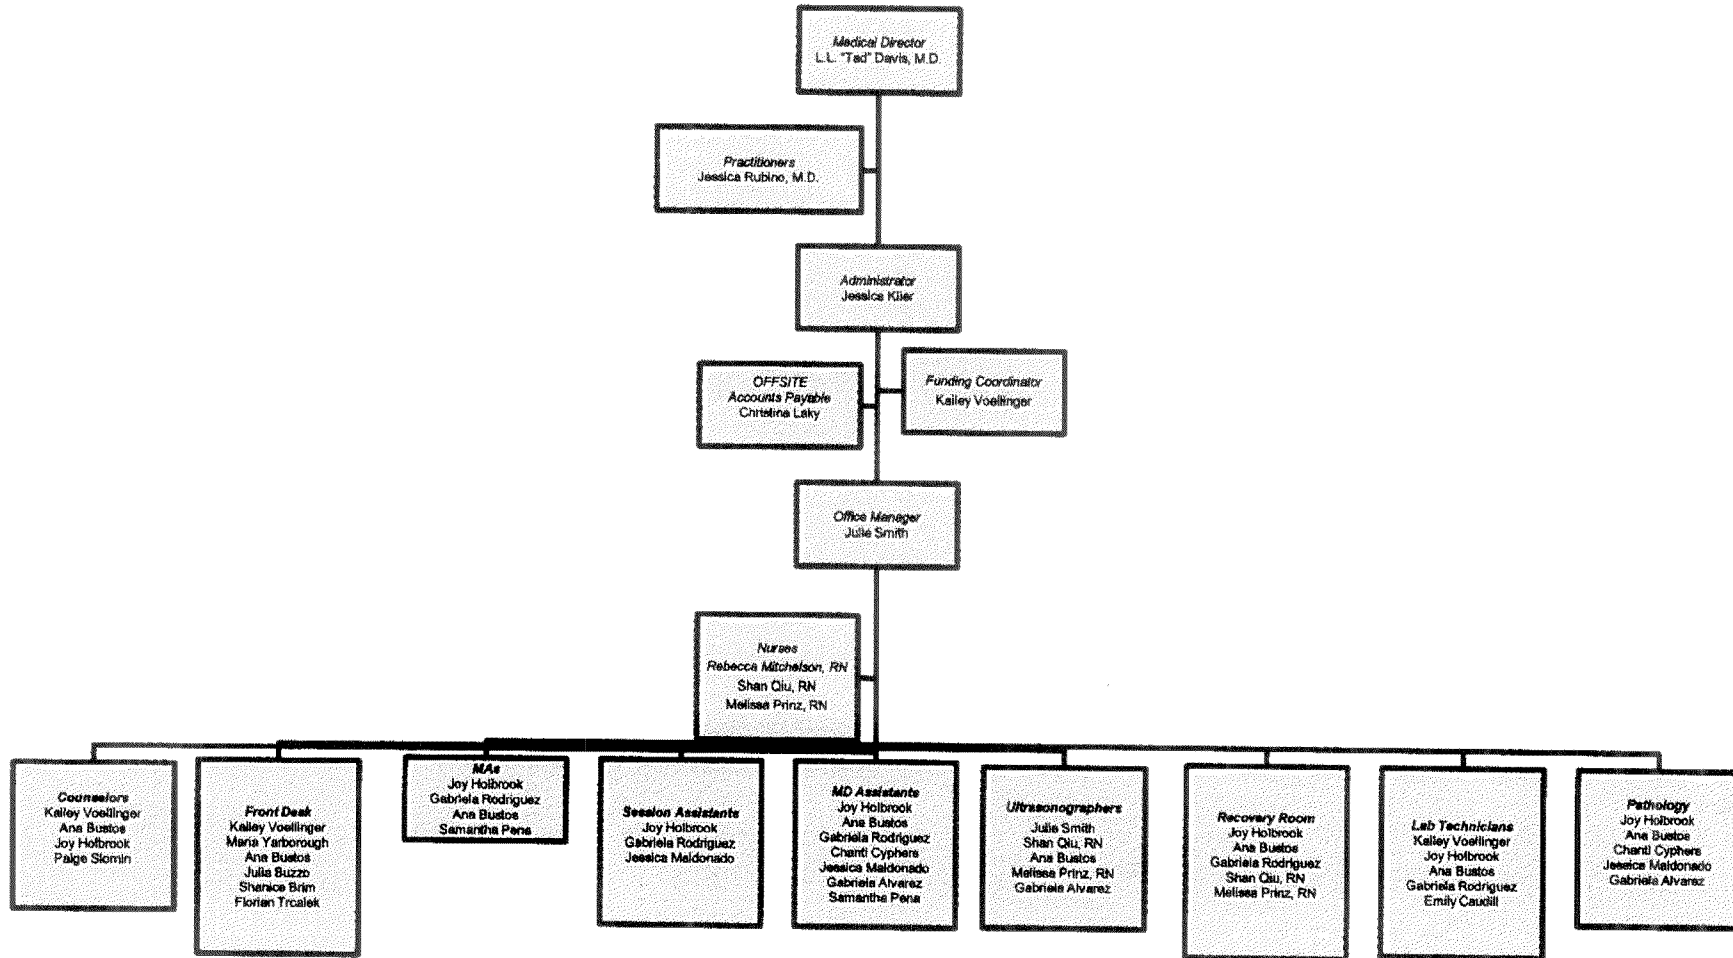 Medical Director
L.L. "Tad" Davis, M.D.
Practitioners
Jessica Rubino, M.D.
Administrator
Jessica Klier
OFFSITE
Accounts Payable
Christina Laky
Funding Coordinator
Kailey Voellinger
Office Manager
Julie Smith
Nurses
Rebecca Mitchelson, RN
Shan Qiu, RN
Melissa Prinz, RN
Counselors
Kailey Voellinger
Ana Bustos
Joy Holbrook
Paige Slomin
Front Desk
Kailey Voellinger
Maria Yarborough
Ana Bustos
Julia Buzzo
Shanice Brim
Florian
MAs
Joy Holbrook
Gabriela Rodriguez
Ana Bustos
Samantha Pena
Session Assistants
Joy Holbrook
Gabriela Rodriguez
Jessica Maldonado
MD Assistants
Joy Holbrook
Ana Bustos
Gabriela Rodriguez
Chanti Cyphers
Jessica Maldonado
Gabriela Alvarez
Samantha Pena
Ultrasonographers
Julie Smith
Shan Qiu, RN
Ana Bustos
Melissa Prinz, RN
Gabriela Alvarez
Recovery Room
Joy Holbrook
Ana Bustos
Gabriela Rodriguez
Shan Qiu, RN
Melissa Prinz, RN
Lab Technicians
Kailey Voellinger
Joy Holbrook
Ana Bustos
Gabriela Rodriguez
Emily Caudill
Pathology
Joy Holbrook
Ana Bustos
Chanti Cyphers
Jessica Maldonado
Gabriela Alvarez